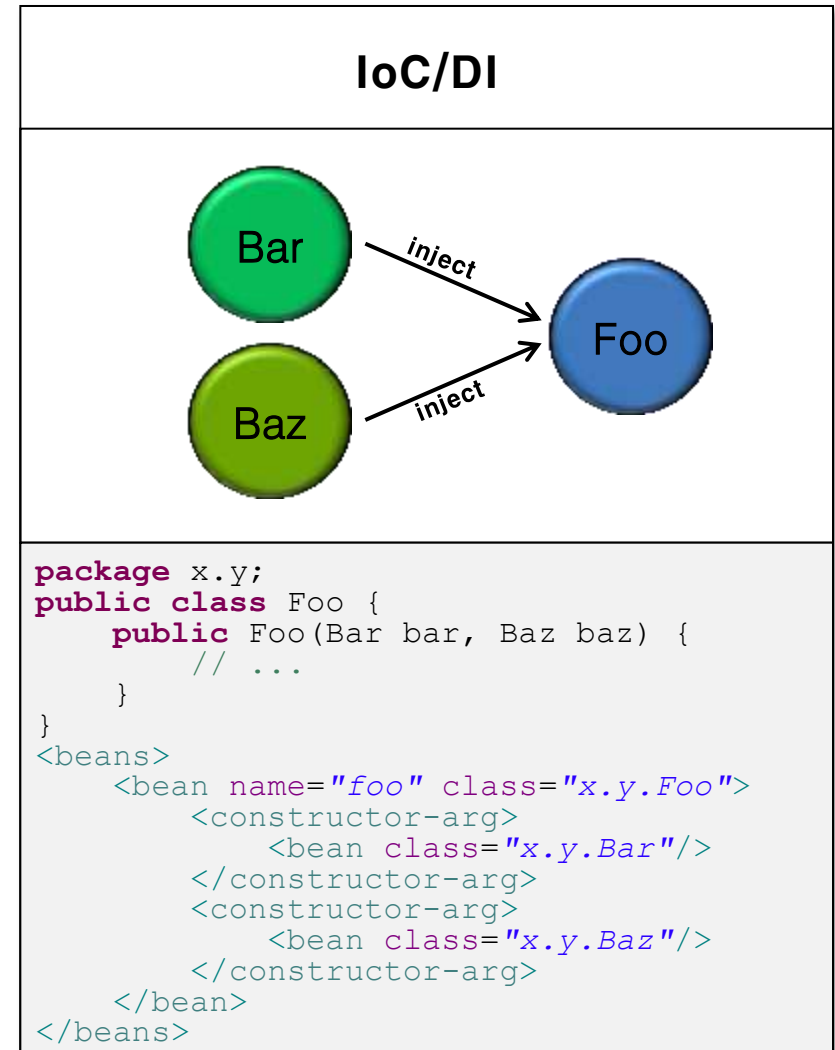 IoC/DI
Bar
inject
Foo
Baz
inject
package x.y;
public class Foo {
    public Foo(Bar bar, Baz baz) {
        // ...
    }
}
<beans>
    <bean name="foo" class="x.y.Foo">
        <constructor-arg>
            <bean class="x.y.Bar"/>
        </constructor-arg>
        <constructor-arg>
            <bean class="x.y.Baz"/>
        </constructor-arg>
    </bean>
</beans>